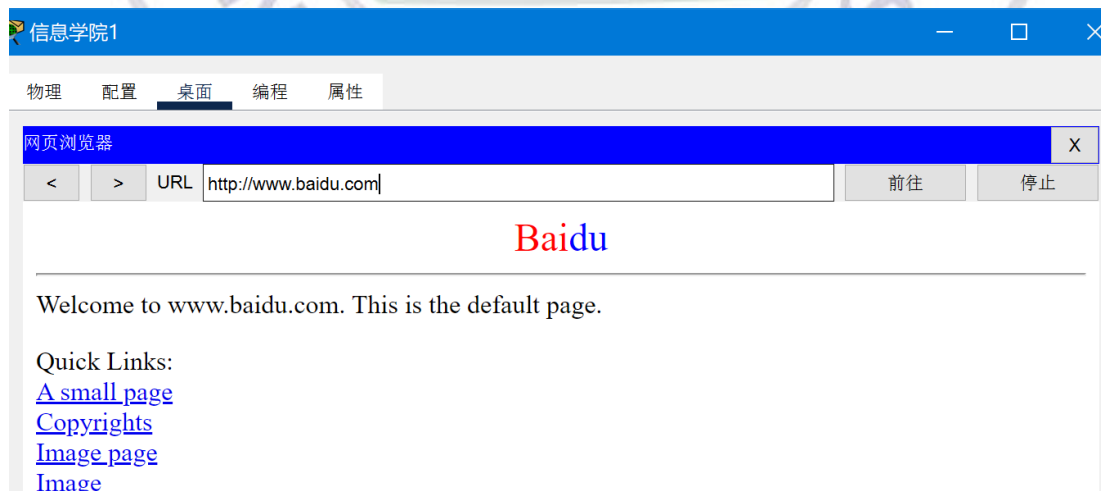 信息学院1
物理 配置 桌面 编程 属性
网页浏览器 X
< > URL http://www.baidu.com 前往 停止
Baidu
Welcome to www.baidu.com. This is the default page.
Quick Links:
A small page
Copyrights
Image page
Image